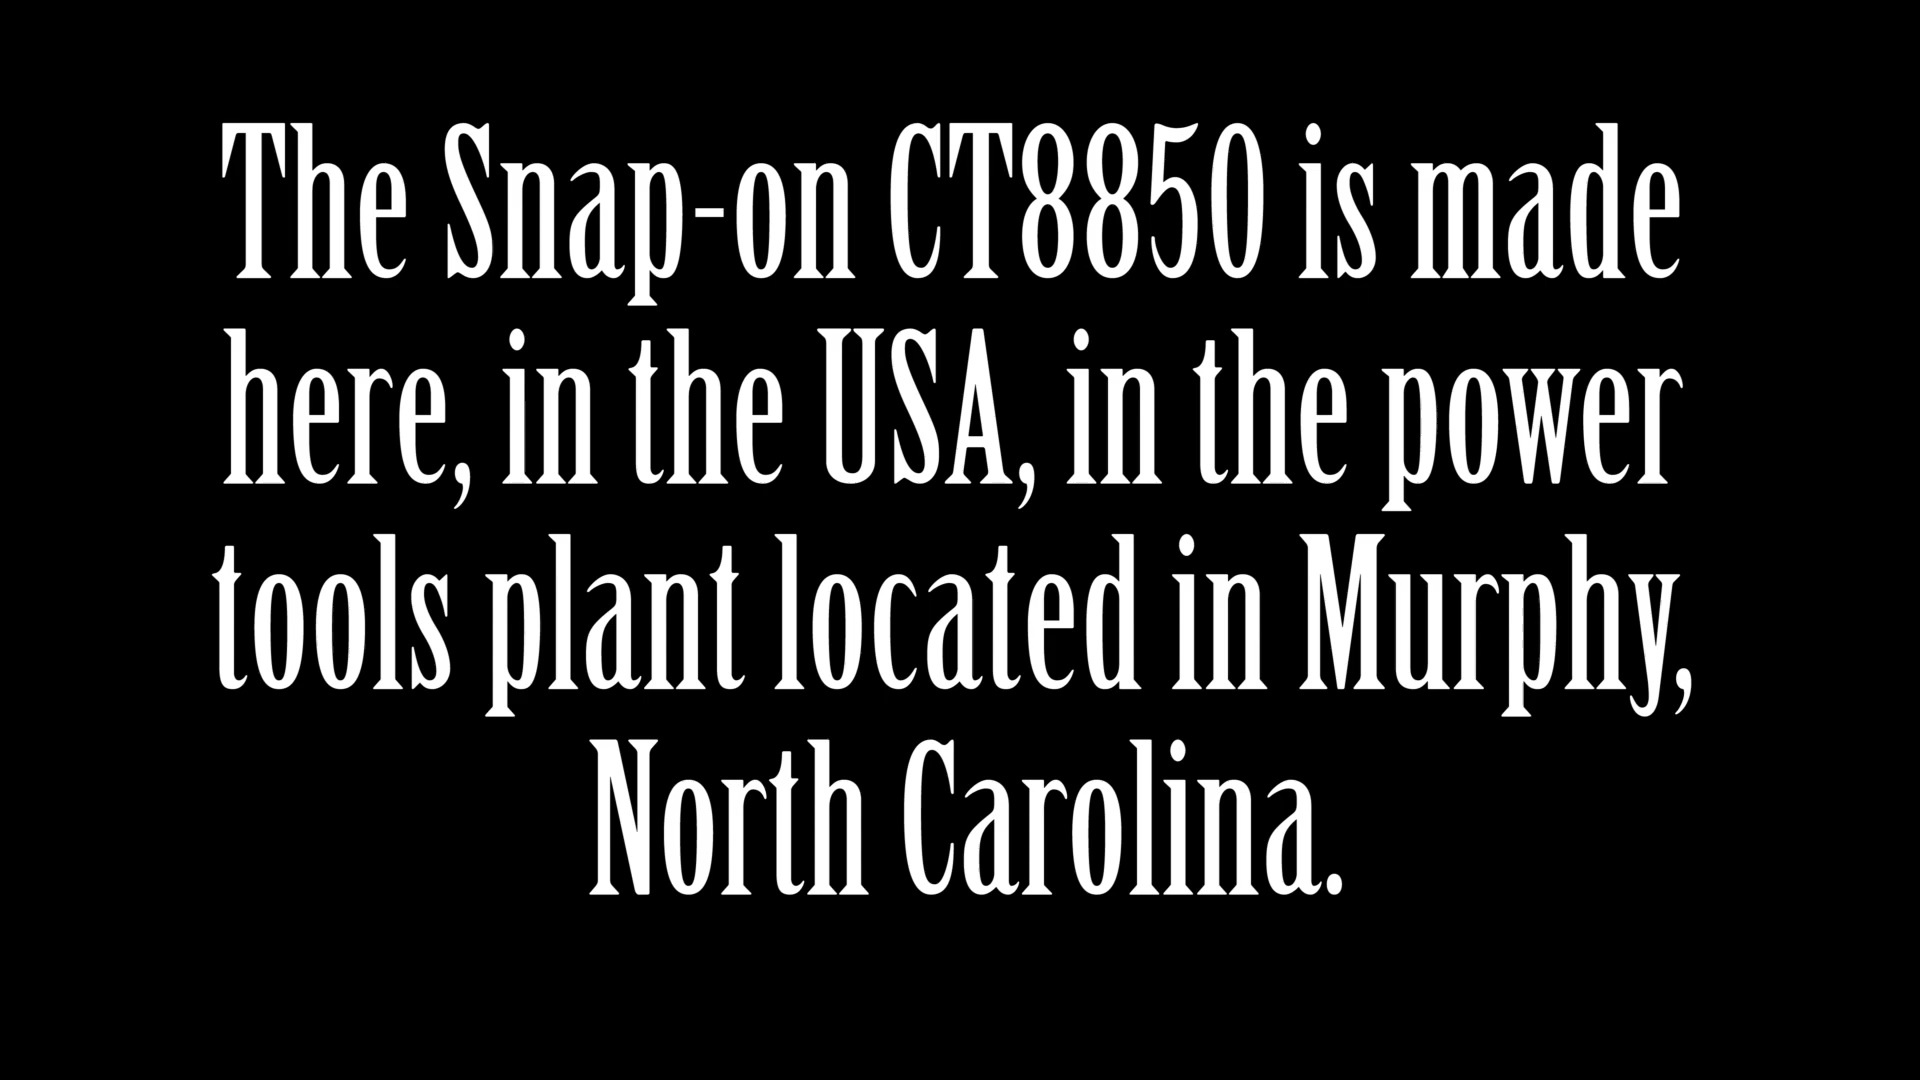 The Snap-on CT8850 is made
here, in the USA, in the power
tools plant located in Murphy,
North Carolina.